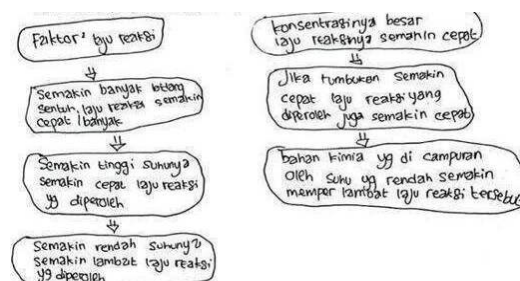 Faktor² laju reaksi
Semakin banyak bidang
sentuh, laju reaksi semakin
cepat / banyak
Semakin tinggi suhunya
semakin cepat laju reaksi
yg diperoleh
Semakin rendah suhunya
semakin lambat laju reaksi
yg diperoleh
konsentrasinya besar
laju reaksinya semakin cepat
Jika tumbukan semakin
cepat laju reaksi yang
diperoleh juga semakin cepat
bahan kimia yg di campuran
oleh suhu yg rendah semakin
memper lambat laju reaksi tersebut